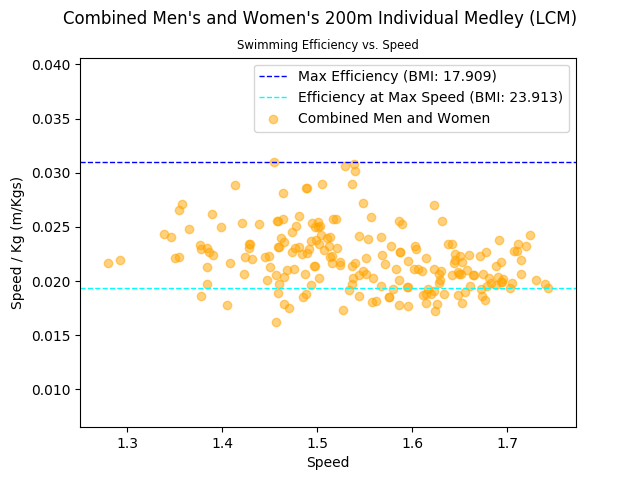 Combined Men's and Women's 200m Individual Medley (LCM)
Swimming Efficiency vs. Speed
0.040
0.035
0.030
0.025
0.020
0.015
0.010
Speed / Kg (m/Kgs)
Max Efficiency (BMI: 17.909)
Efficiency at Max Speed (BMI: 23.913)
Combined Men and Women
1.3 1.4 1.5 1.6 1.7
Speed